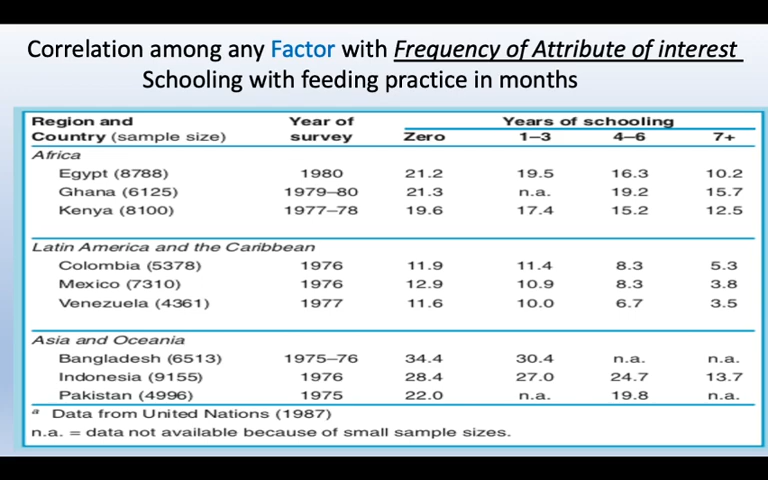 Correlation among any Factor with Frequency of Attribute of interest
Schooling with feeding practice in months
Region and Year of Years of schooling
Country (sample size) survey Zero 1–3 4–6 7+
Africa
Egypt (8788) 1980 21.2 19.5 16.3 10.2
Ghana (6125) 1979–80 21.3 n.a. 19.2 15.7
Kenya (8100) 1977–78 19.6 17.4 15.2 12.5
Latin America and the Caribbean
Colombia (5378) 1976 11.9 11.4 8.3 5.3
Mexico (7310) 1976 12.9 10.9 8.3 3.8
Venezuela (4361) 1977 11.6 10.0 6.7 3.5
Asia and Oceania
Bangladesh (6513) 1975–76 34.4 30.4 n.a. n.a.
Indonesia (9155) 1976 28.4 27.0 24.7 13.7
Pakistan (4996) 1975 22.0 n.a. 19.8 n.a.
a Data from United Nations (1987)
n.a. = data not available because of small sample sizes.